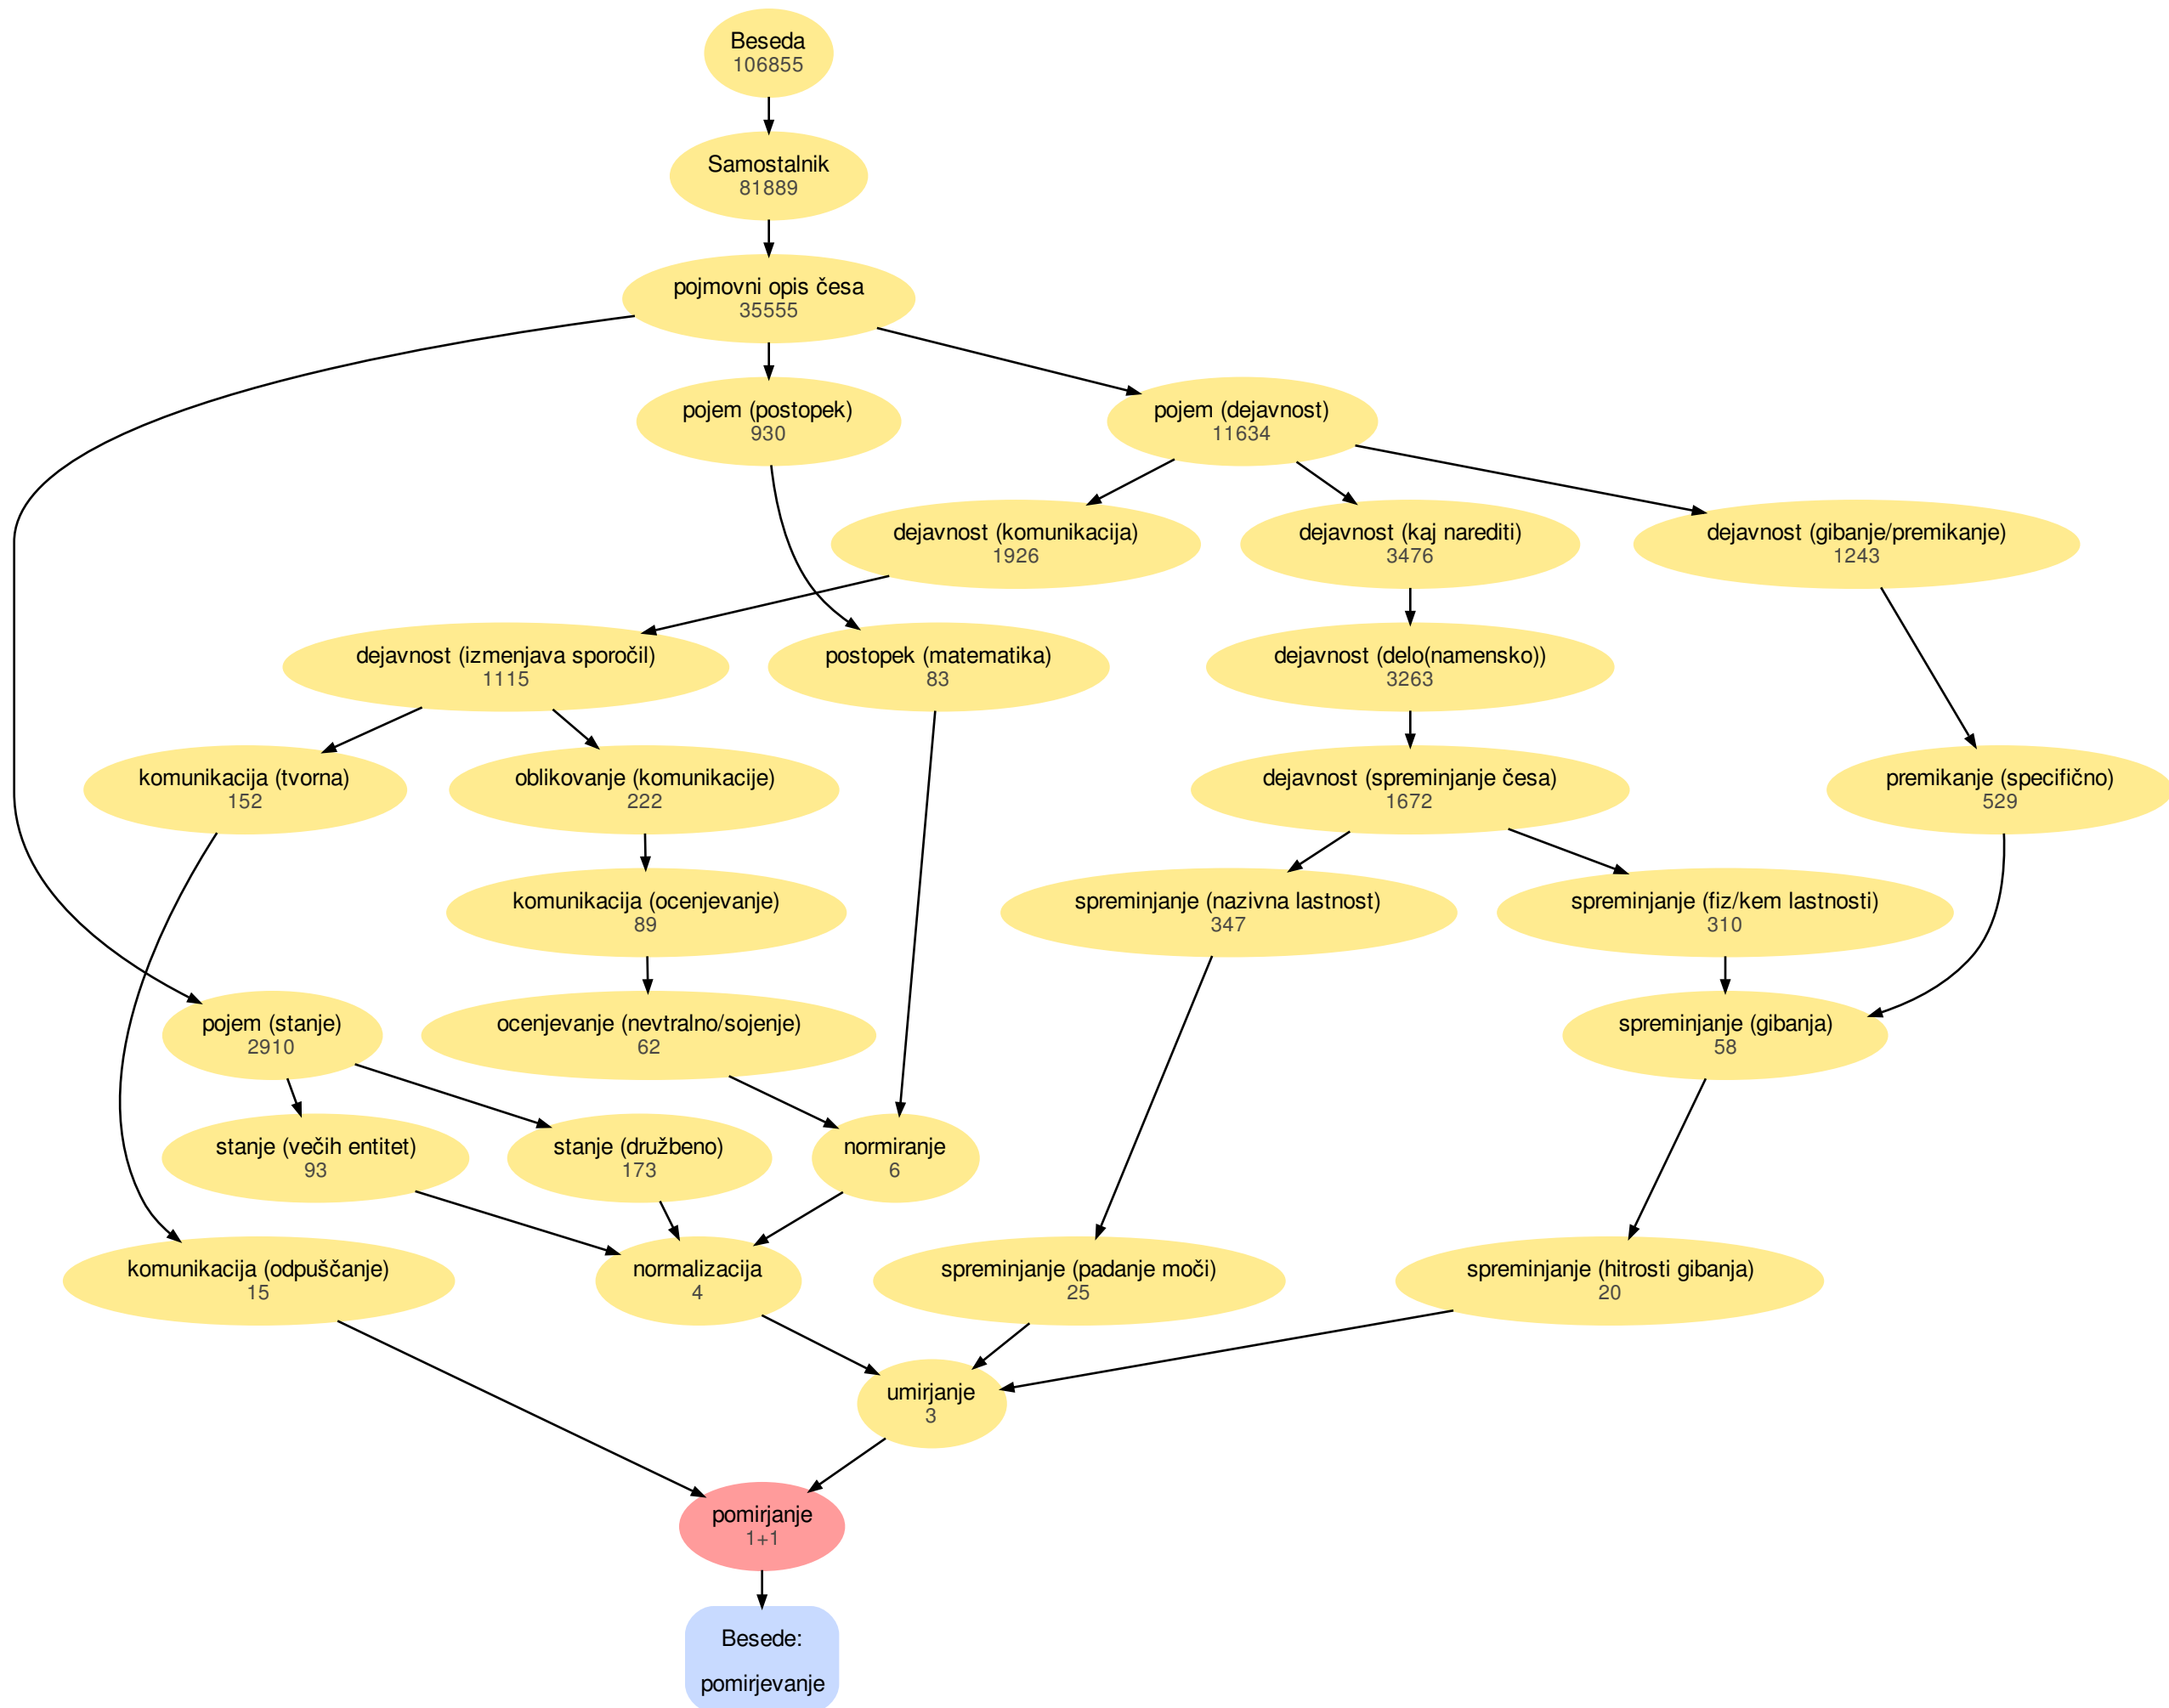 Beseda
106855
Samostalnik
81889
pojmovni opis česa
35555
pojem (postopek)
930
pojem (dejavnost)
11634
dejavnost (komunikacija)
1926
dejavnost (kaj narediti)
3476
dejavnost (gibanje/premikanje)
1243
dejavnost (izmenjava sporočil)
1115
postopek (matematika)
83
dejavnost (delo(namensko))
3263
komunikacija (tvorna)
152
oblikovanje (komunikacije)
222
dejavnost (spreminjanje česa)
1672
premikanje (specifično)
529
komunikacija (ocenjevanje)
89
spreminjanje (nazivna lastnost)
347
spreminjanje (fiz/kem lastnosti)
310
pojem (stanje)
2910
ocenjevanje (nevtralno/sojenje)
62
spreminjanje (gibanja)
58
stanje (večih entitet)
93
stanje (družbeno)
173
normiranje
6
komunikacija (odpuščanje)
15
normalizacija
4
spreminjanje (padanje moči)
25
spreminjanje (hitrosti gibanja)
20
umirjanje
3
pomirjanje
1+1
Besede:
pomirjevanje